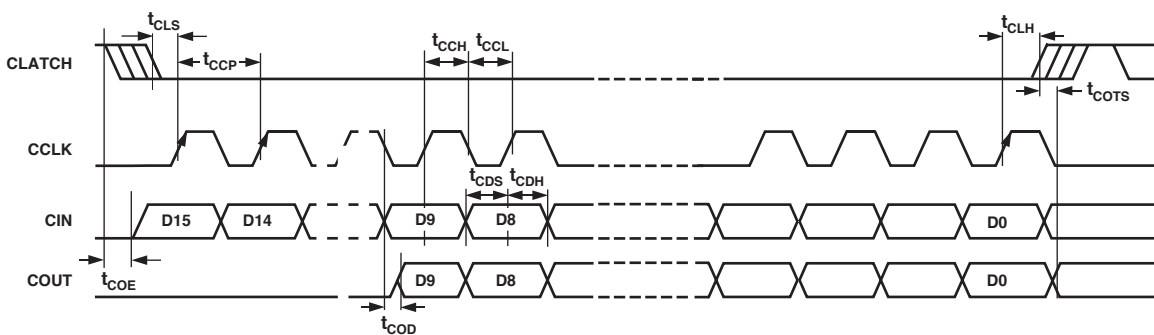 tCLS
tCCP
tCCH
tCCL
tCLH
CLATCH
tCOTS
CCLK
tCDS
tCDH
CIN
D15
D14
D9
D8
D0
tCOE
COUT
D9
D8
D0
tCOD